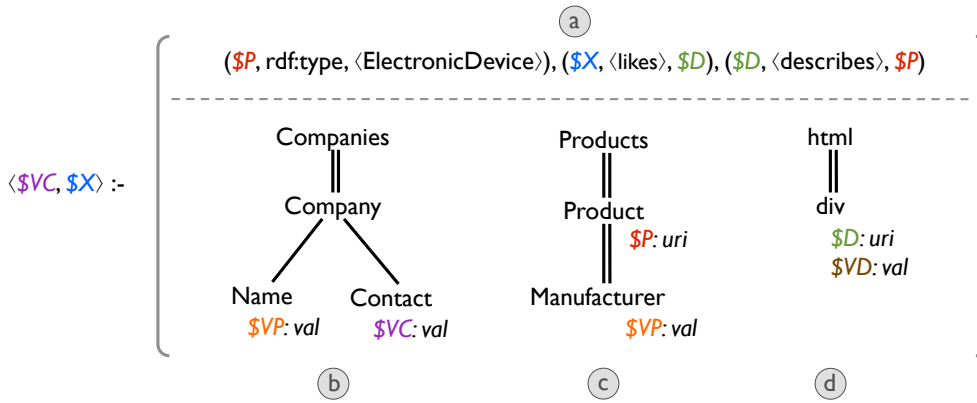 a
($P, rdf:type, ⟨ElectronicDevice⟩), ($X, ⟨likes⟩, $D), ($D, ⟨describes⟩, $P)
⟨$VC, $X⟩ :-
Companies
Company
Name
$VP: val
Contact
$VC: val
Products
Product
$P: uri
Manufacturer
$VP: val
html
div
$D: uri
$VD: val
b
c
d